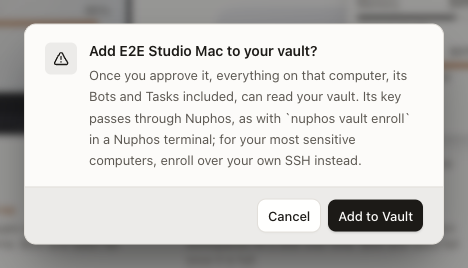 Add E2E Studio Mac to your vault?
Once you approve it, everything on that computer, its
Bots and Tasks included, can read your vault. Its key
passes through Nuphos, as with `nuphos vault enroll`
in a Nuphos terminal; for your most sensitive
computers, enroll over your own SSH instead.
Cancel
Add to Vault